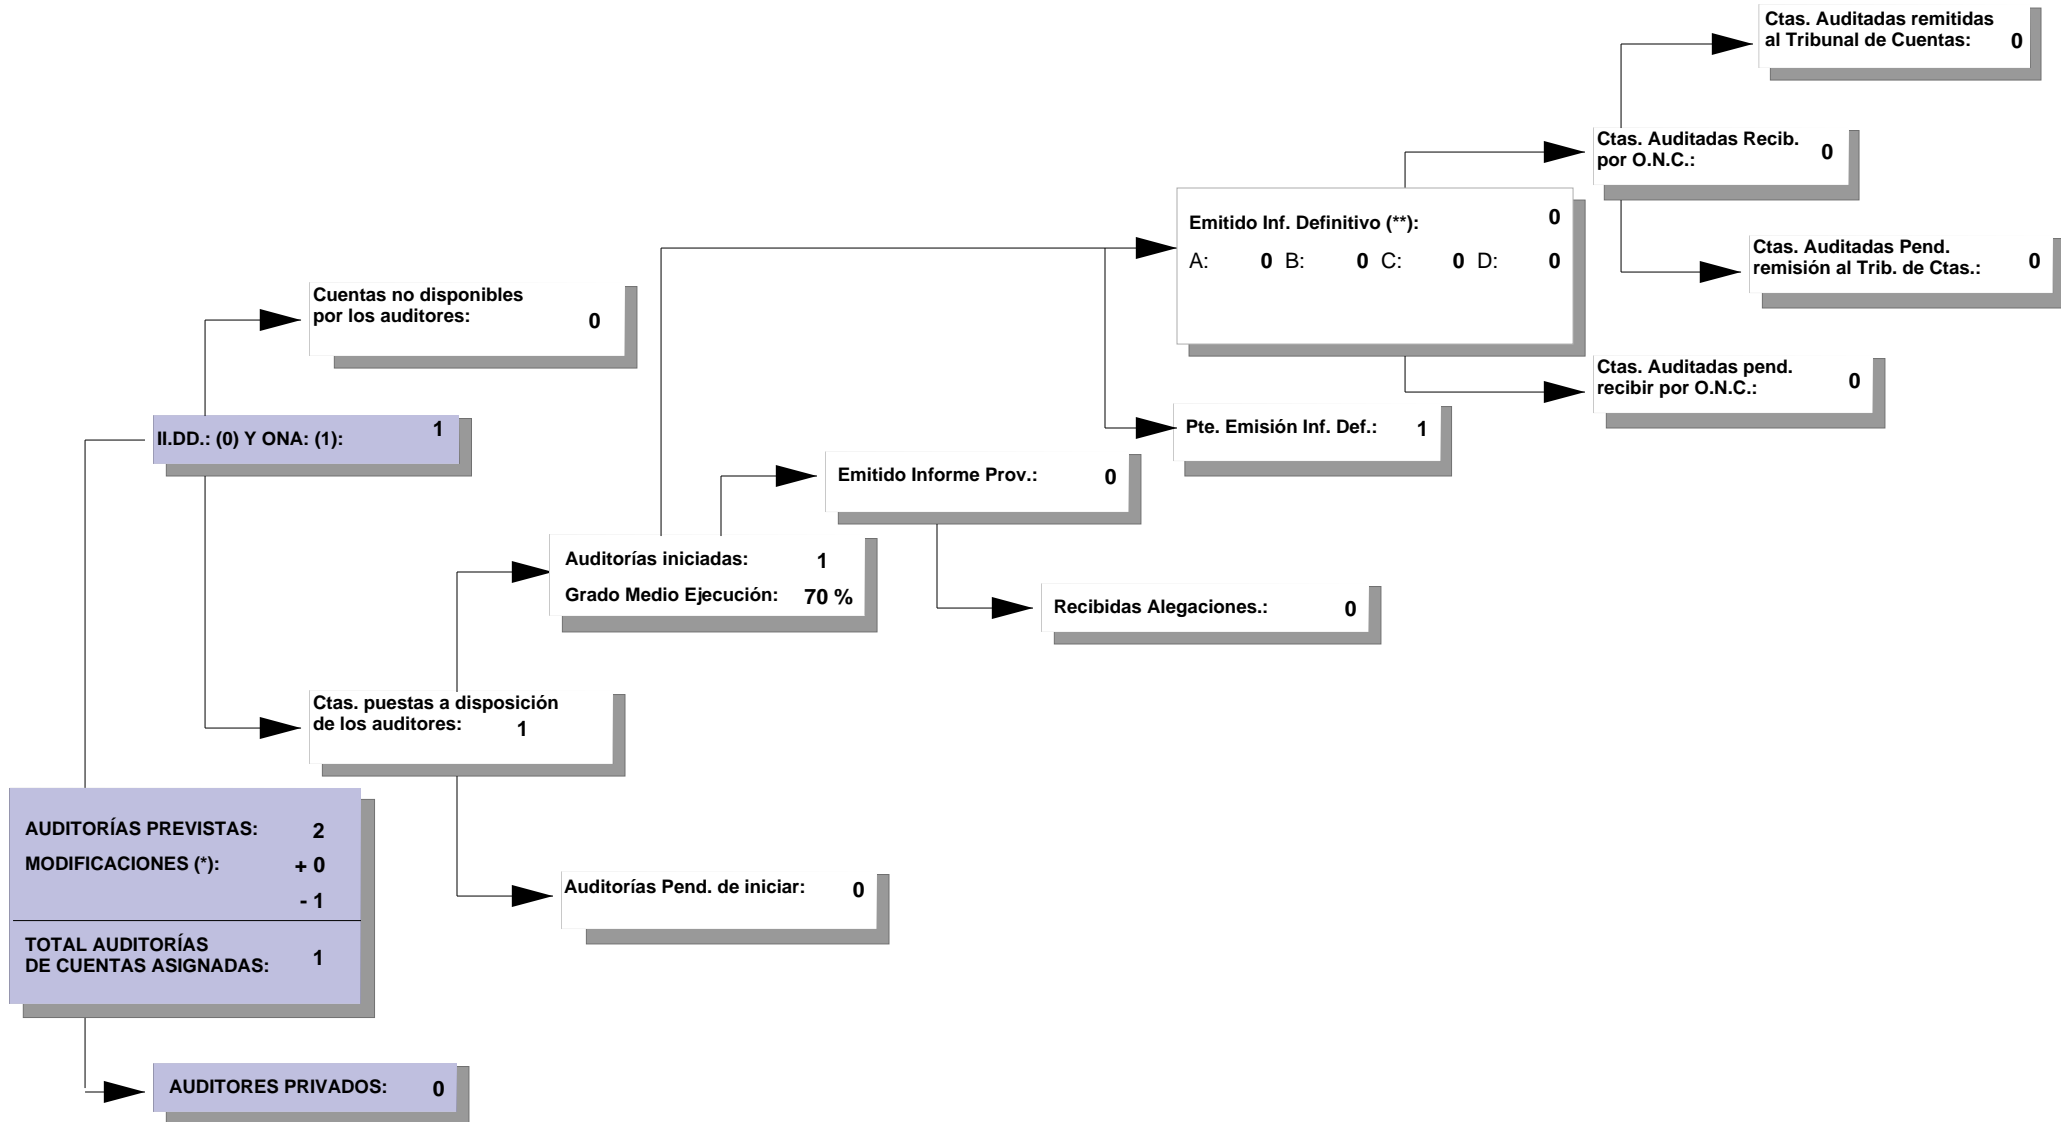 Ctas. Auditadas remitidas
al Tribunal de Cuentas: 0
Ctas. Auditadas Recib.
por O.N.C.: 0
Emitido Inf. Definitivo (**): 0
A: 0 B: 0 C: 0 D: 0
Ctas. Auditadas Pend.
remisión al Trib. de Ctas.: 0
Cuentas no disponibles
por los auditores: 0
Ctas. Auditadas pend.
recibir por O.N.C.: 0
II.DD.: (0) Y ONA: (1): 1
Pte. Emisión Inf. Def.: 1
Emitido Informe Prov.: 0
Auditorías iniciadas: 1
Grado Medio Ejecución: 70 %
Recibidas Alegaciones.: 0
Ctas. puestas a disposición
de los auditores: 1
AUDITORÍAS PREVISTAS: 2
MODIFICACIONES (*): + 0
- 1
TOTAL AUDITORÍAS
DE CUENTAS ASIGNADAS: 1
Auditorías Pend. de iniciar: 0
AUDITORES PRIVADOS: 0